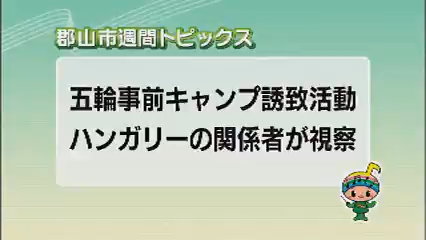 郡山市週間トピックス
五輪事前キャンプ誘致活動
ハンガリーの関係者が視察